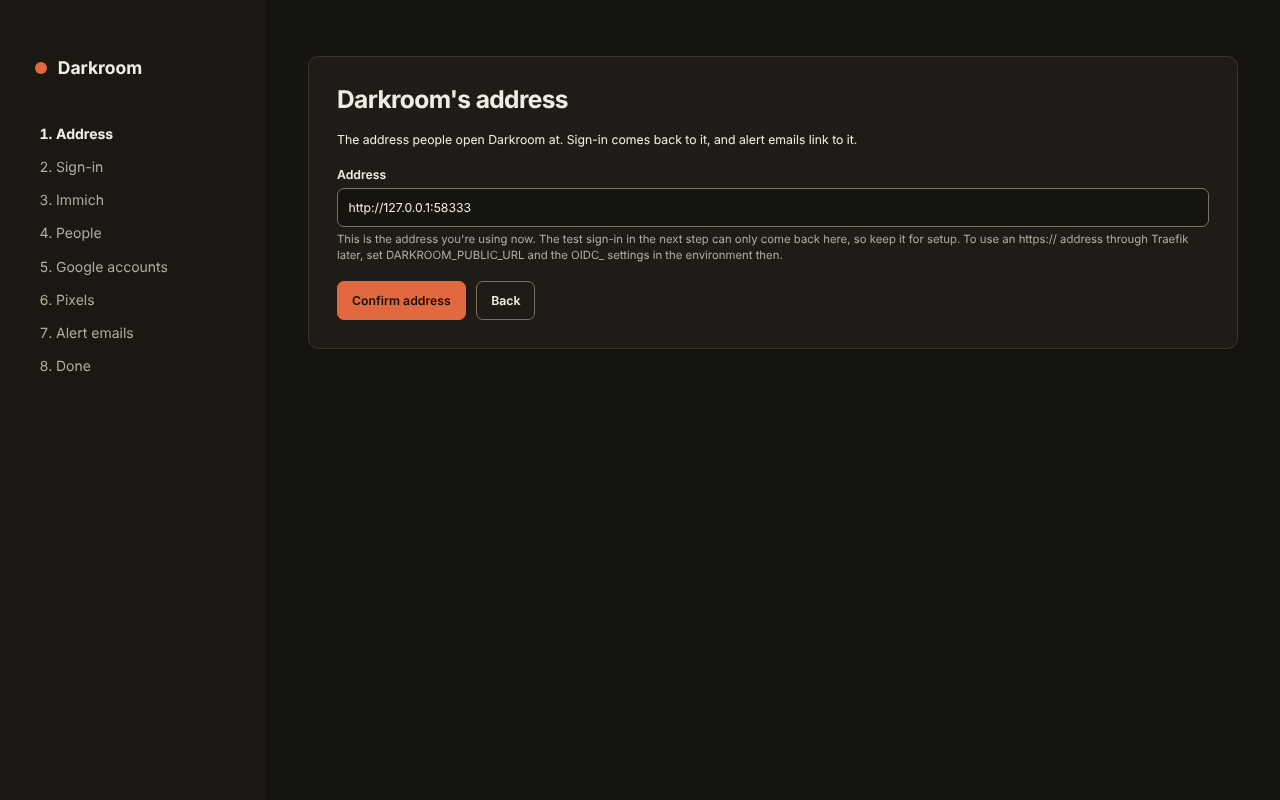 Darkroom
1. Address
2. Sign-in
3. Immich
4. People
5. Google accounts
6. Pixels
7. Alert emails
8. Done
Darkroom's address
The address people open Darkroom at. Sign-in comes back to it, and alert emails link to it.
Address
http://127.0.0.1:58333
This is the address you're using now. The test sign-in in the next step can only come back here, so keep it for setup. To use an https:// address through Traefik
later, set DARKROOM_PUBLIC_URL and the OIDC_ settings in the environment then.
Confirm address
Back